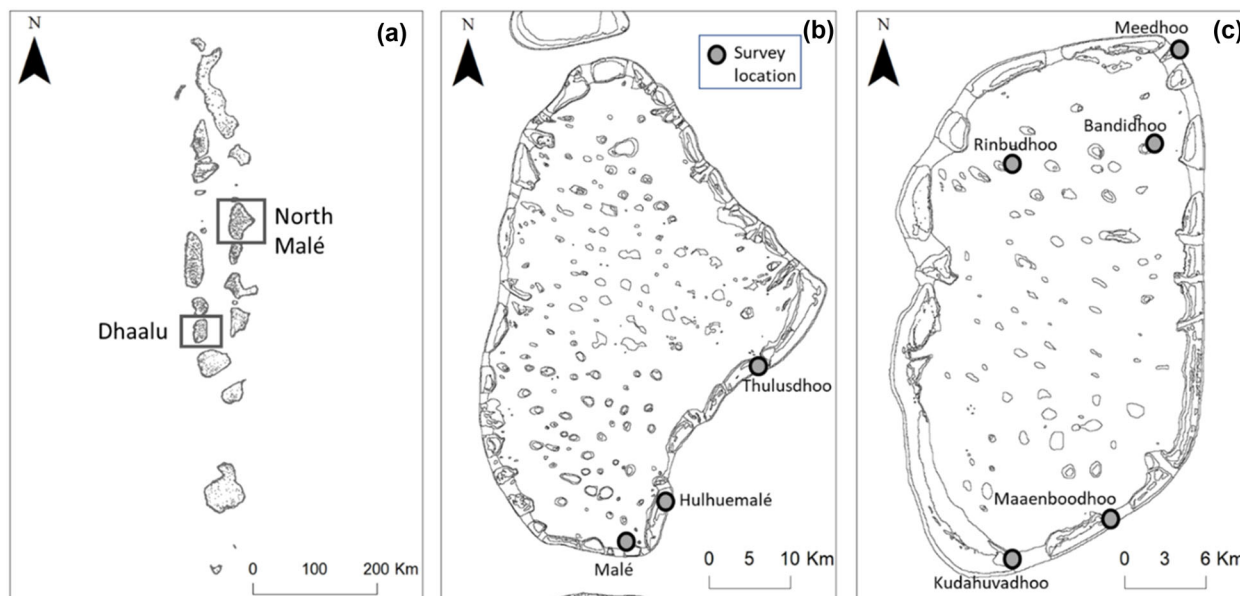 N
(a)
North
Malé
Dhaalu
0 100 200 Km
N
(b)
Survey
location
Thulusdhoo
Hulhuemalé
Malé
0 5 10 Km
N
(c)
Meedhoo
Bandidhoo
Rinbudhoo
Maaenboodhoo
Kudahuvadhoo
0 3 6 Km